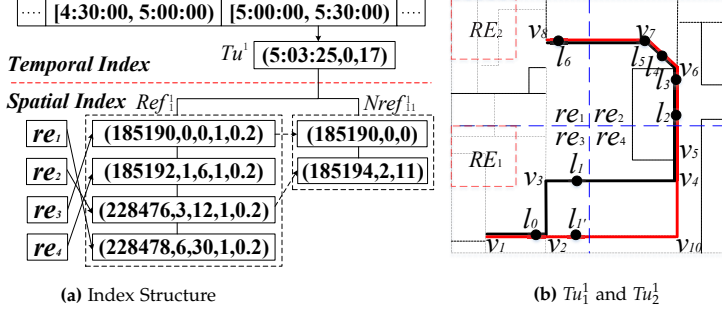 ···· [4:30:00, 5:00:00) [5:00:00, 5:30:00) ····
Tu¹ (5:03:25,0,17)
Temporal Index
Spatial Index Ref¹₁ Nref¹₁₁
re₁ (185190,0,0,1,0.2) (185190,0,0)
re₂ (185192,1,6,1,0.2) (185194,2,11)
re₃ (228476,3,12,1,0.2)
re₄ (228478,6,30,1,0.2)
(a) Index Structure
RE₂ v₈ v₇
l₆ l₅ l₄ v₆
l₃
re₁ re₂ l₂
re₃ re₄
RE₁ v₅
v₃ l₁ v₄
l₀ l₁'
v₁ v₂ v₁₀
(b) Tu¹₁ and Tu¹₂